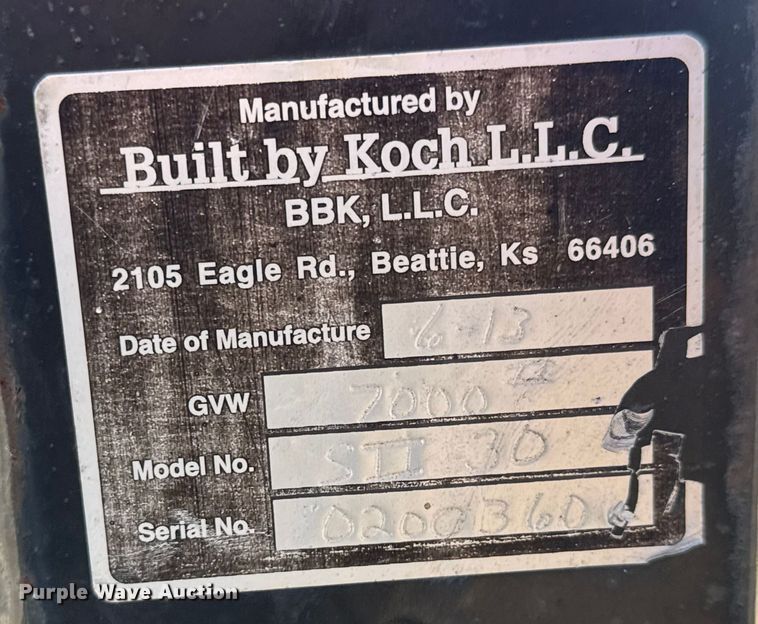 Manufactured by
Built by Koch L.L.C.
BBK, L.L.C.
2105 Eagle Rd., Beattie, Ks 66406
Date of Manufacture 6-13
GVW 7000
Model No. STI 30
Serial No.
Purple Wave Auction